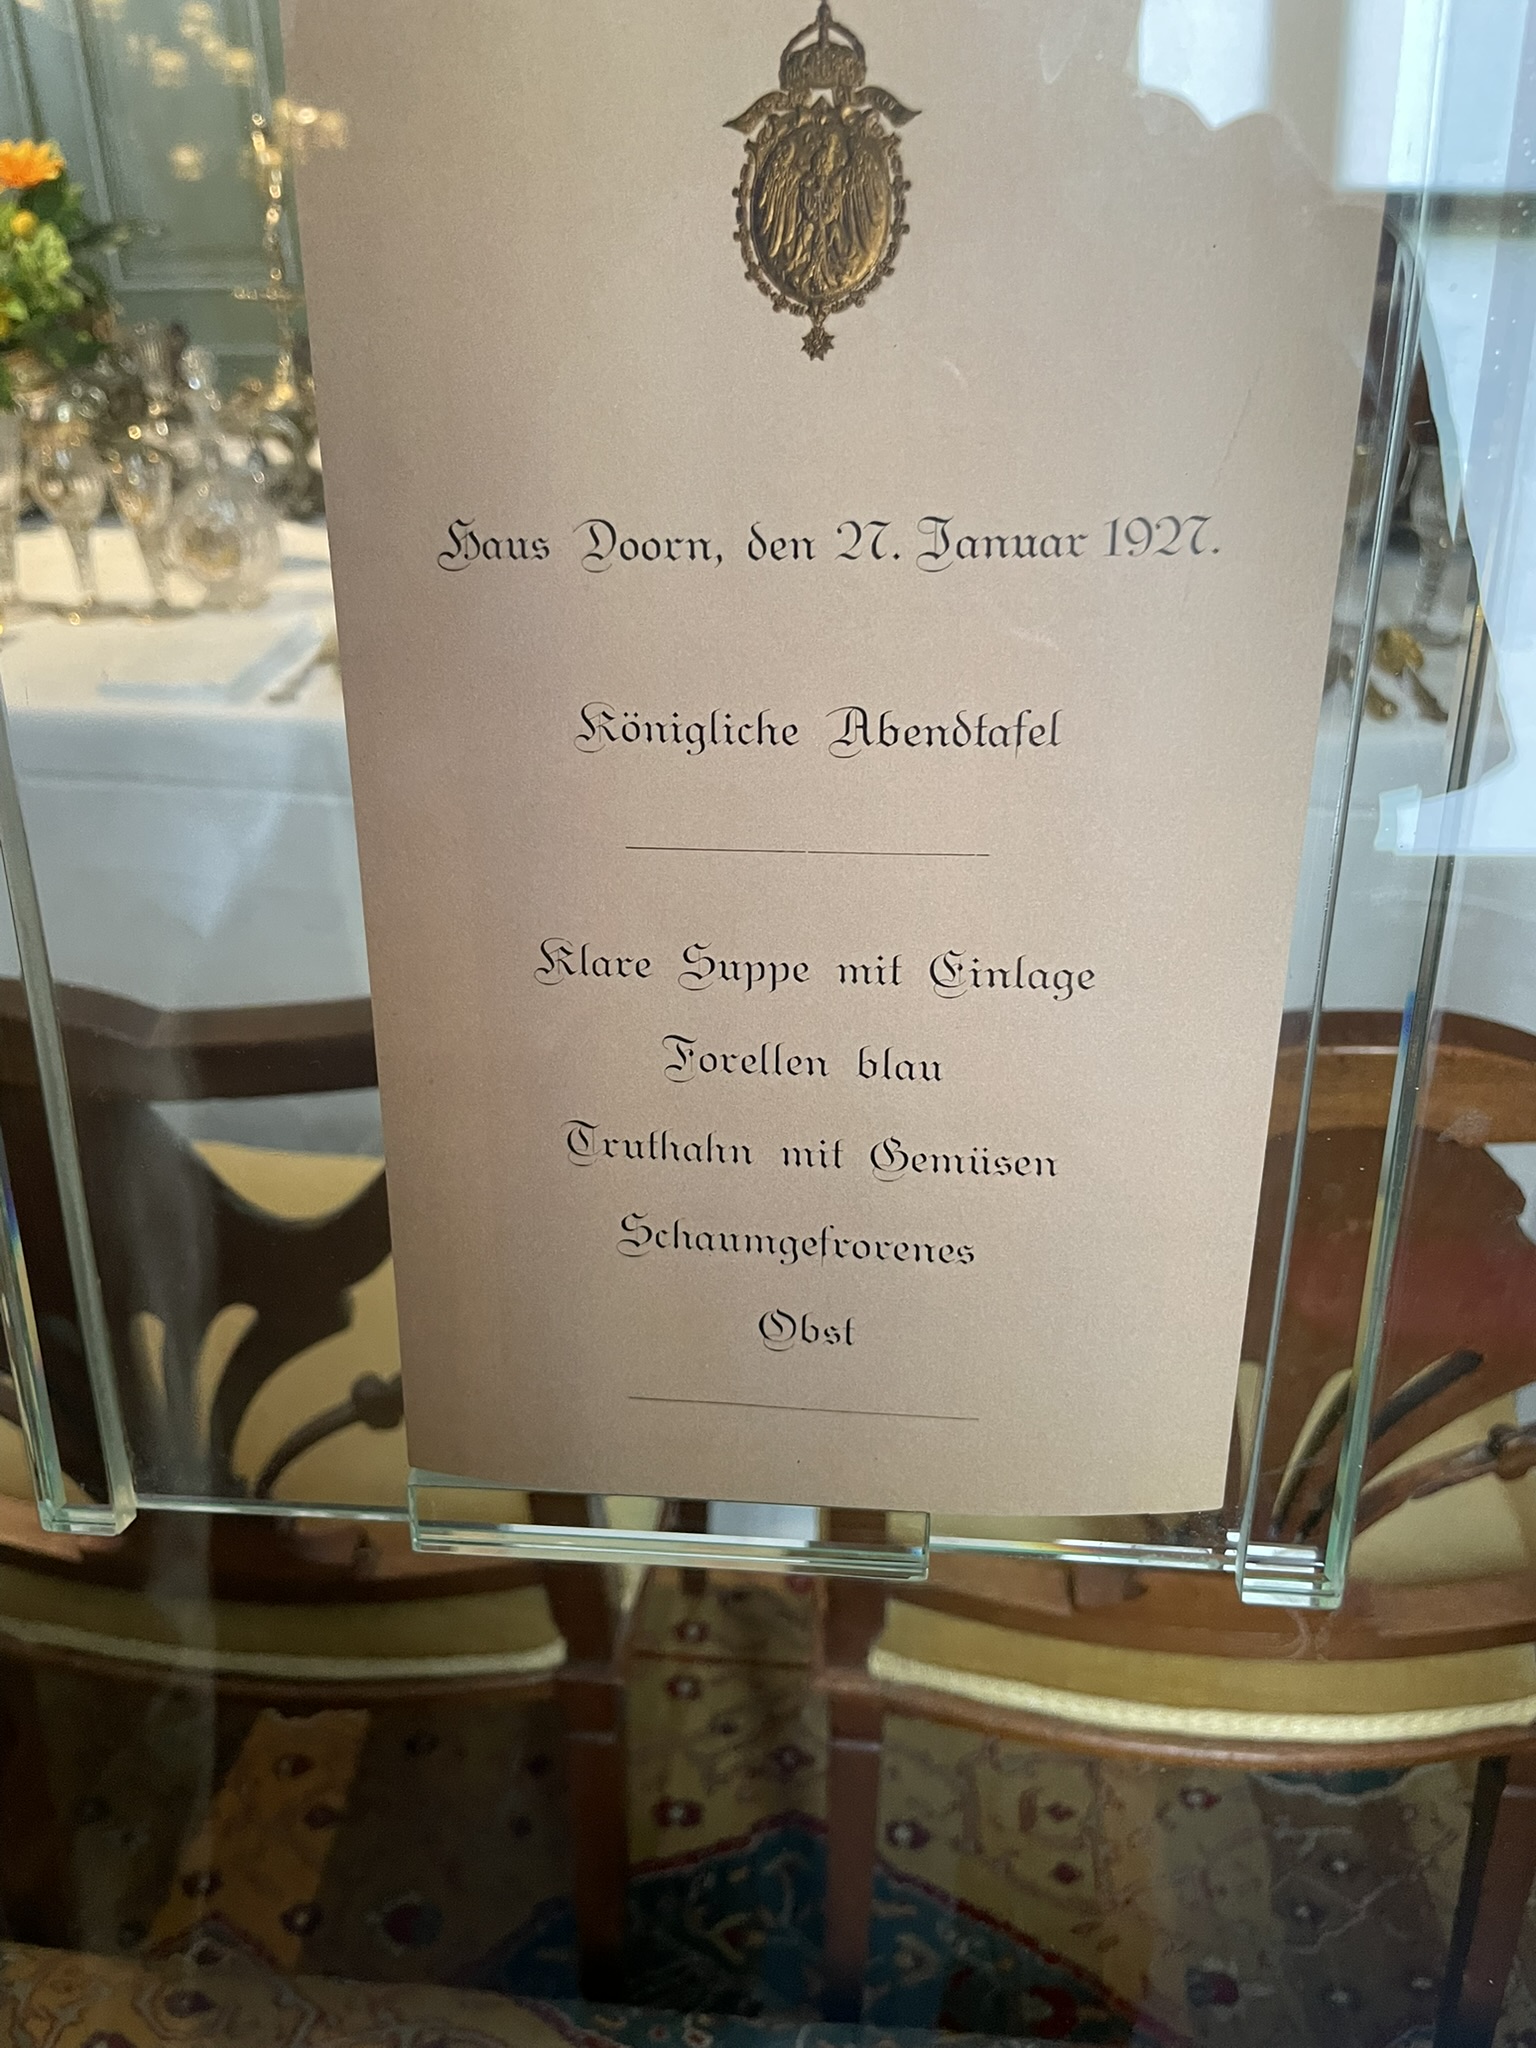 Haus Doorn, den 27. Januar 1927.
Königliche Abendtafel
Klare Suppe mit Einlage
Forellen blau
Truthahn mit Gemüsen
Schaumgefrorenes
Obst